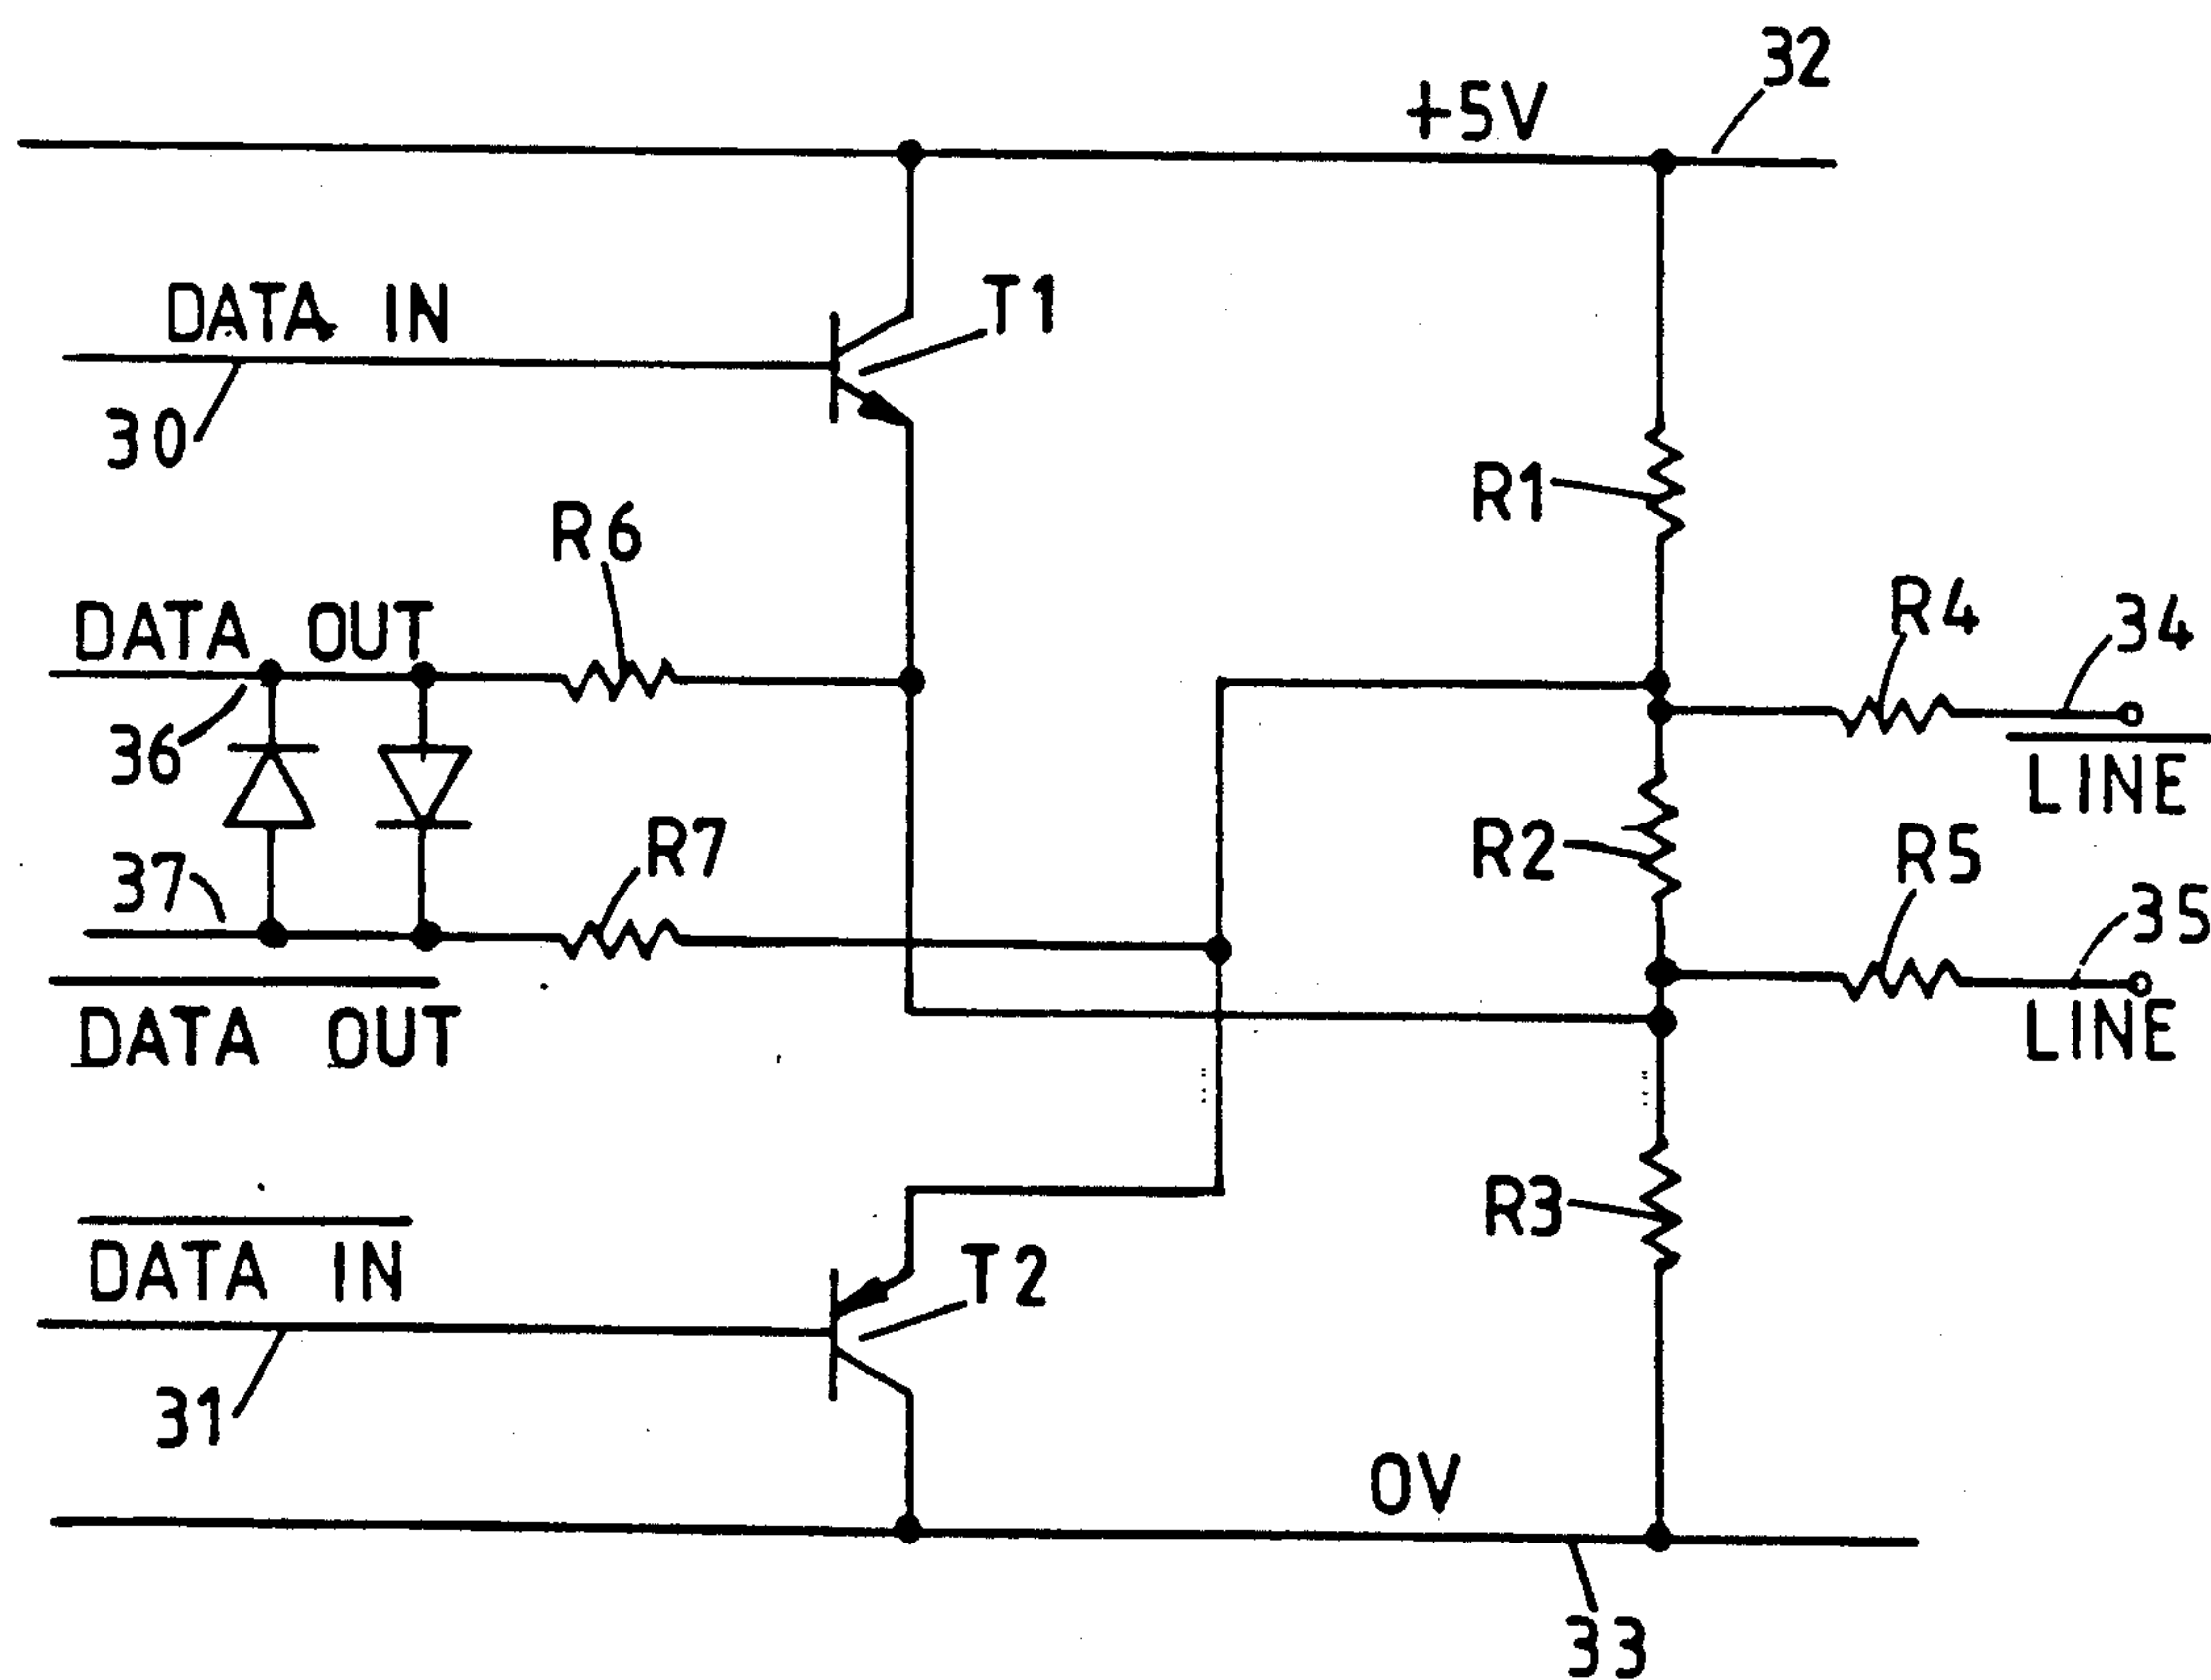 32
+5V
DATA IN
T1
30
R1
R6
R4
34
DATA OUT
36
LINE
R2
R7
R5
37
35
DATA OUT
LINE
R3
DATA IN
T2
31
0V
33